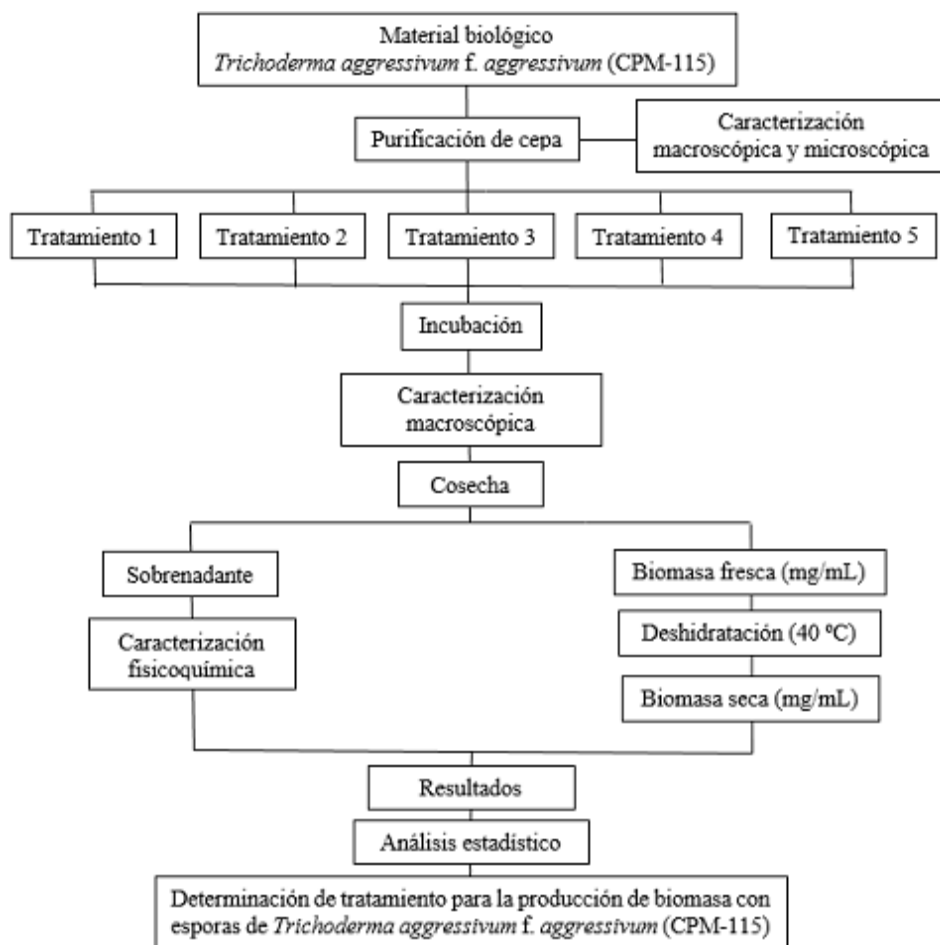 Material biológico
Trichoderma aggressivum f. aggressivum (CPM-115)
Purificación de cepa
Caracterización
macroscópica y microscópica
Tratamiento 1
Tratamiento 2
Tratamiento 3
Tratamiento 4
Tratamiento 5
Incubación
Caracterización
macroscópica
Cosecha
Sobrenadante
Caracterización
fisicoquímica
Biomasa fresca (mg/mL)
Deshidratación (40 ºC)
Biomasa seca (mg/mL)
Resultados
Análisis estadístico
Determinación de tratamiento para la producción de biomasa con
esporas de Trichoderma aggressivum f. aggressivum (CPM-115)